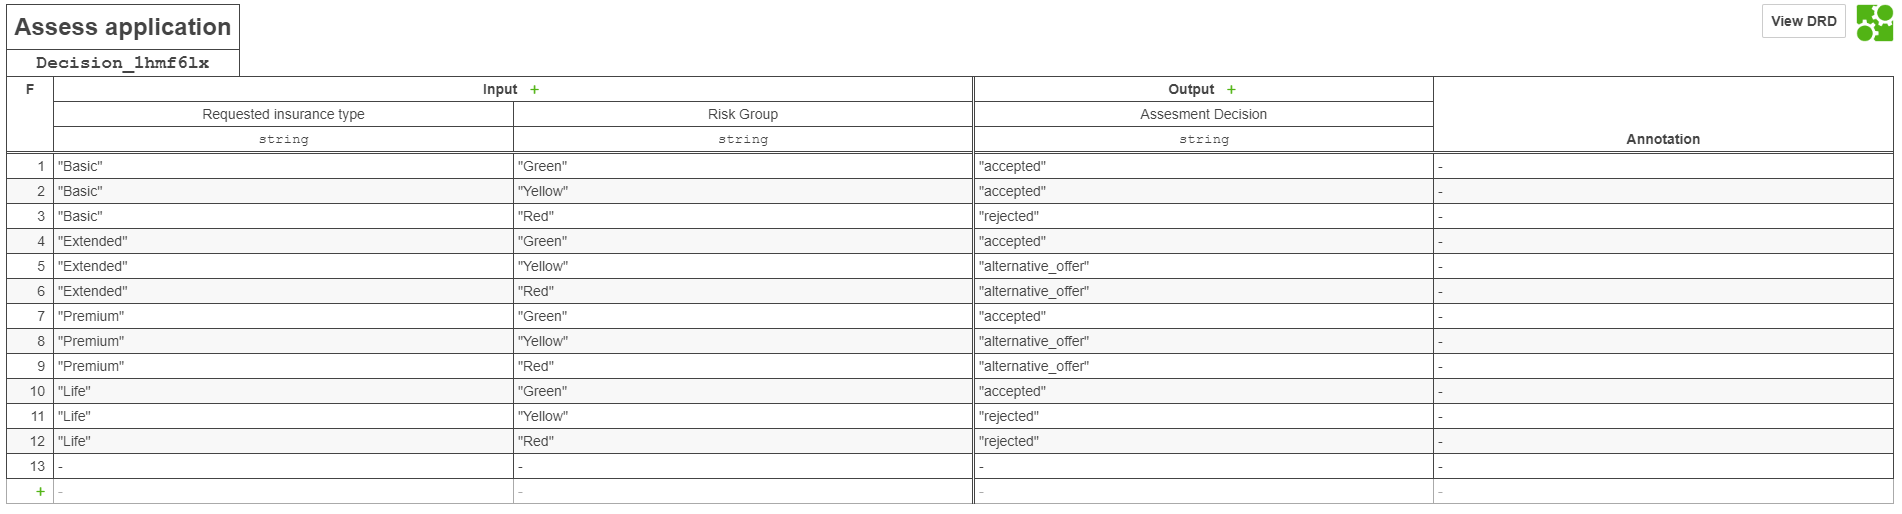 Assess application
View DRD
Decision_1hmf6lx
F Input + Output + Annotation
Requested insurance type Risk Group Assesment Decision
string string string
1 "Basic" "Green" "accepted" -
2 "Basic" "Yellow" "accepted" -
3 "Basic" "Red" "rejected" -
4 "Extended" "Green" "accepted" -
5 "Extended" "Yellow" "alternative_offer" -
6 "Extended" "Red" "alternative_offer" -
7 "Premium" "Green" "accepted" -
8 "Premium" "Yellow" "alternative_offer" -
9 "Premium" "Red" "alternative_offer" -
10 "Life" "Green" "accepted" -
11 "Life" "Yellow" "rejected" -
12 "Life" "Red" "rejected" -
13 - - - -
+ - - - -